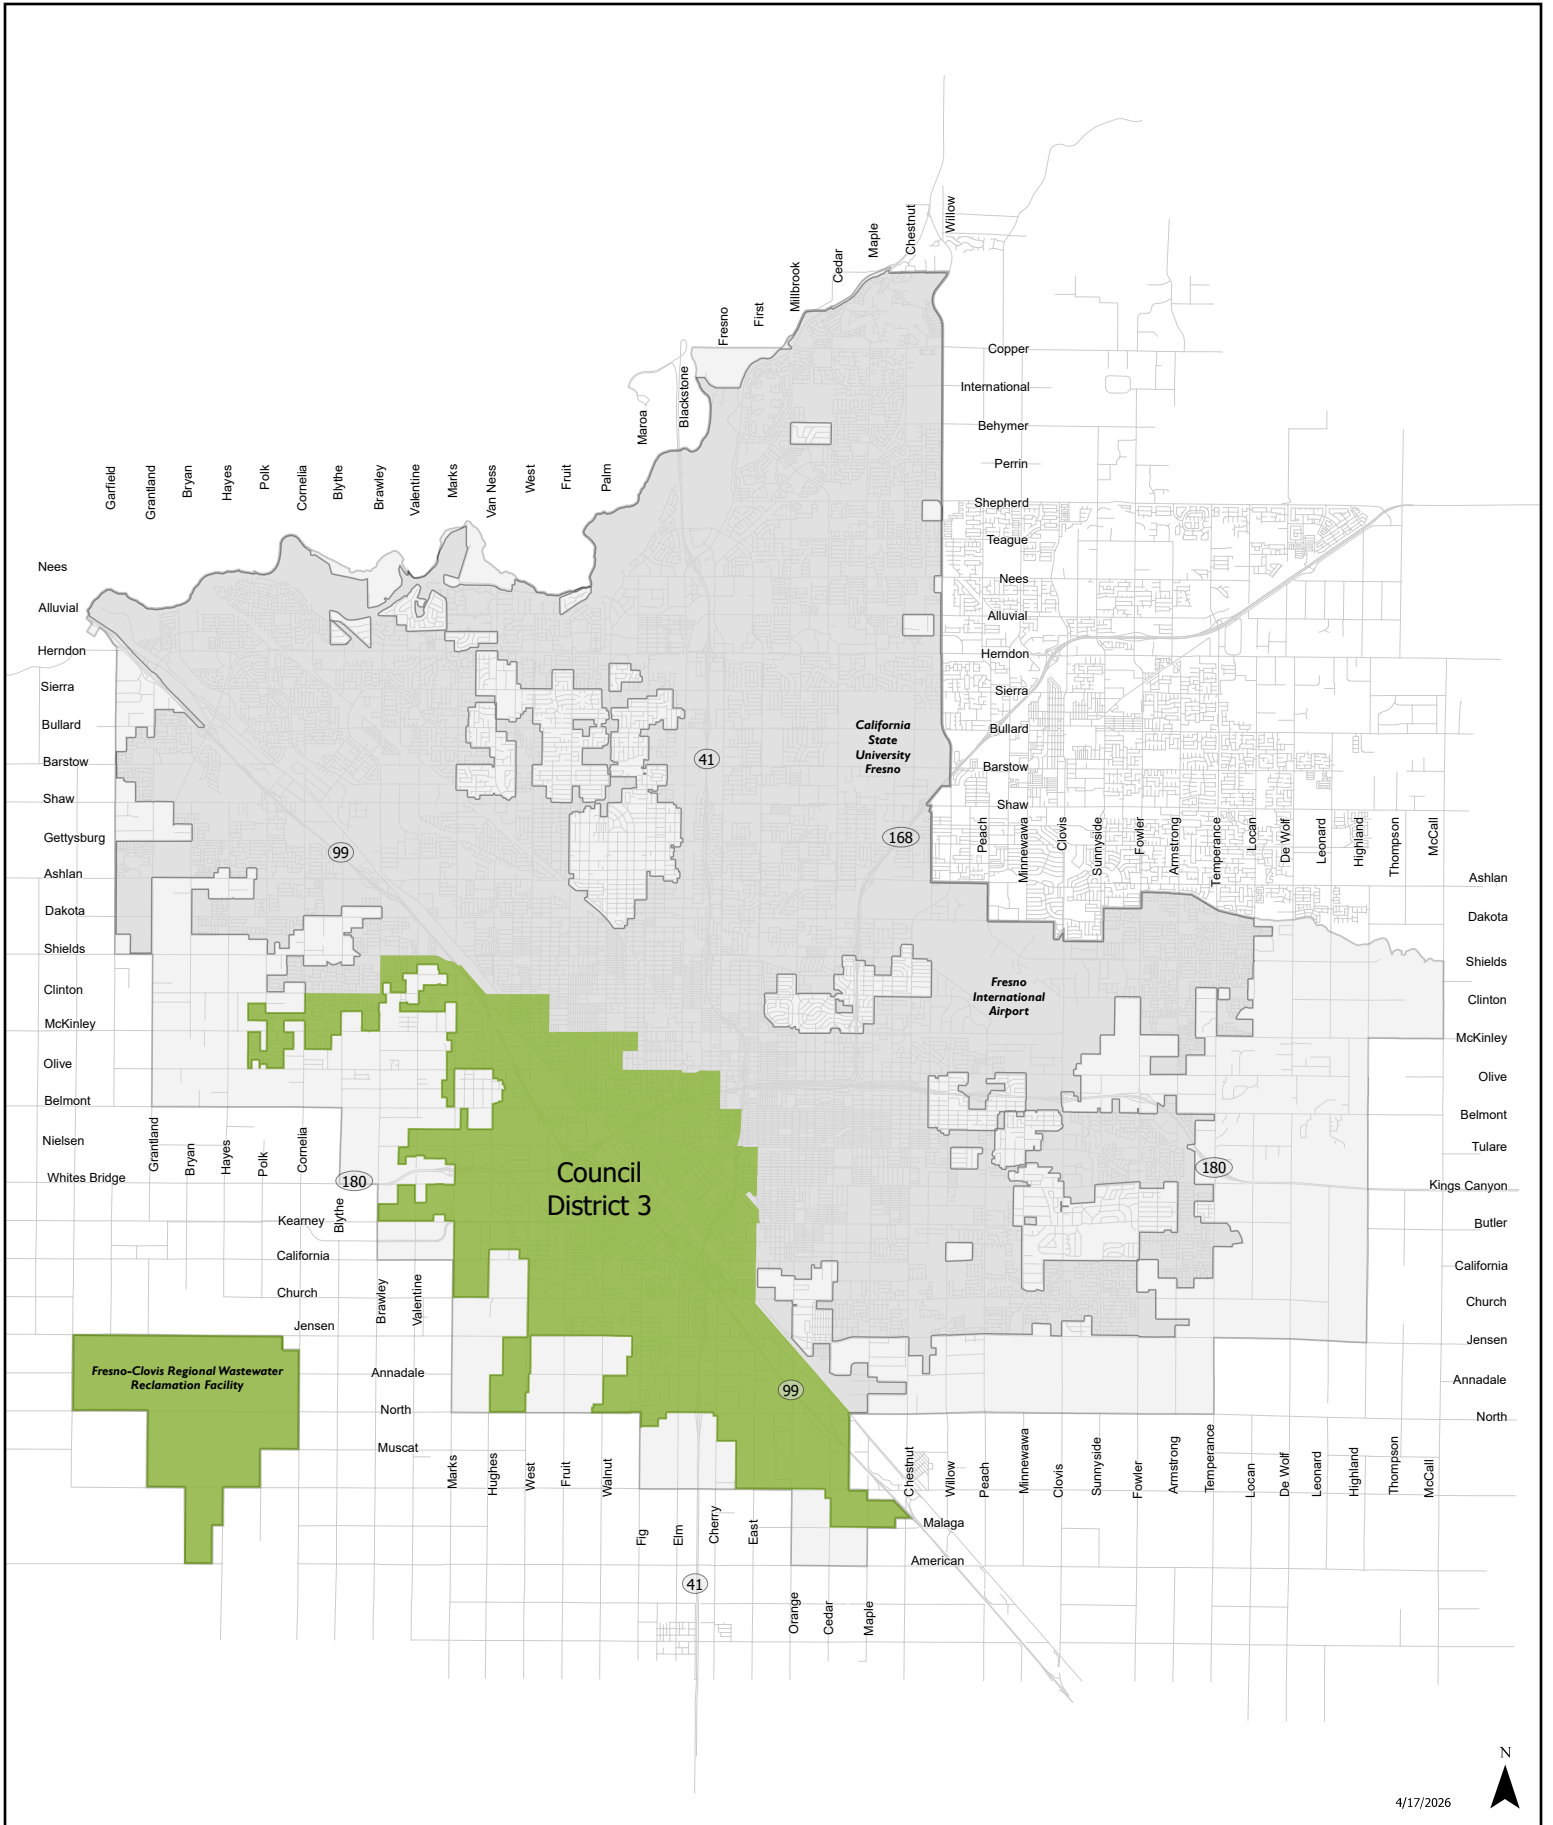 Willow
Chestnut
Maple
Cedar
Millbrook
First
Fresno
Blackstone
Maroa
Copper
International
Behymer
Perrin
Shepherd
Teague
Nees
Alluvial
Herndon
Sierra
Bullard
Barstow
Shaw
Garfield
Grantland
Bryan
Hayes
Polk
Cornelia
Blythe
Brawley
Valentine
Marks
Van Ness
West
Fruit
Palm
Nees
Alluvial
Herndon
Sierra
Bullard
Barstow
Shaw
Gettysburg
Ashlan
Dakota
Shields
Clinton
McKinley
Olive
Belmont
Nielsen
Whites Bridge
California
State
University
Fresno
41
168
99
Peach
Minnewawa
Clovis
Sunnyside
Fowler
Armstrong
Temperance
Locan
De Wolf
Leonard
Highland
Thompson
McCall
Ashlan
Dakota
Shields
Clinton
McKinley
Olive
Belmont
Tulare
Kings Canyon
Butler
California
Church
Jensen
Annadale
North
Fresno
International
Airport
Grantland
Bryan
Hayes
Polk
Cornelia
180
Blythe
Kearney
California
Church
Jensen
Brawley
Valentine
Annadale
North
Muscat
Council
District 3
180
Fresno-Clovis Regional Wastewater
Reclamation Facility
99
Marks
Hughes
West
Fruit
Walnut
Fig
Elm
Cherry
East
Orange
Cedar
Maple
Chestnut
Willow
Peach
Minnewawa
Clovis
Sunnyside
Fowler
Armstrong
Temperance
Locan
De Wolf
Leonard
Highland
Thompson
McCall
Malaga
American
41
N
4/17/2026